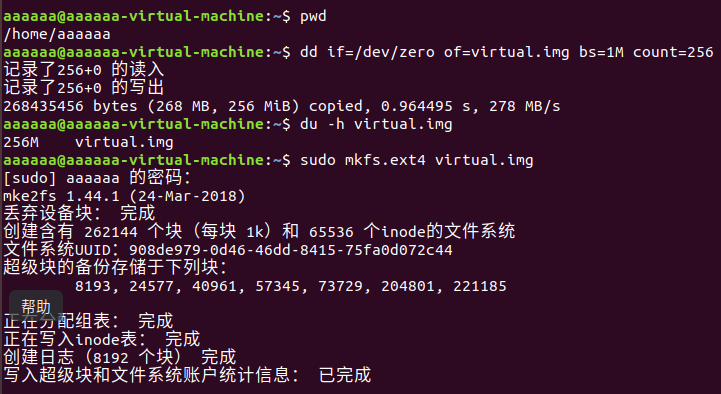 aaaaaa@aaaaaa-virtual-machine:~$ pwd
/home/aaaaaa
aaaaaa@aaaaaa-virtual-machine:~$ dd if=/dev/zero of=virtual.img bs=1M count=256
记录了256+0 的读入
记录了256+0 的写出
268435456 bytes (268 MB, 256 MiB) copied, 0.964495 s, 278 MB/s
aaaaaa@aaaaaa-virtual-machine:~$ du -h virtual.img
256M    virtual.img
aaaaaa@aaaaaa-virtual-machine:~$ sudo mkfs.ext4 virtual.img
[sudo] aaaaaa 的密码：
mke2fs 1.44.1 (24-Mar-2018)
丢弃设备块： 完成
创建含有 262144 个块（每块 1k）和 65536 个inode的文件系统
文件系统UUID：908de979-0d46-46dd-8415-75fa0d072c44
超级块的备份存储于下列块：
        8193, 24577, 40961, 57345, 73729, 204801, 221185
帮助
正在分配组表： 完成
正在写入inode表： 完成
创建日志（8192 个块） 完成
写入超级块和文件系统账户统计信息： 已完成